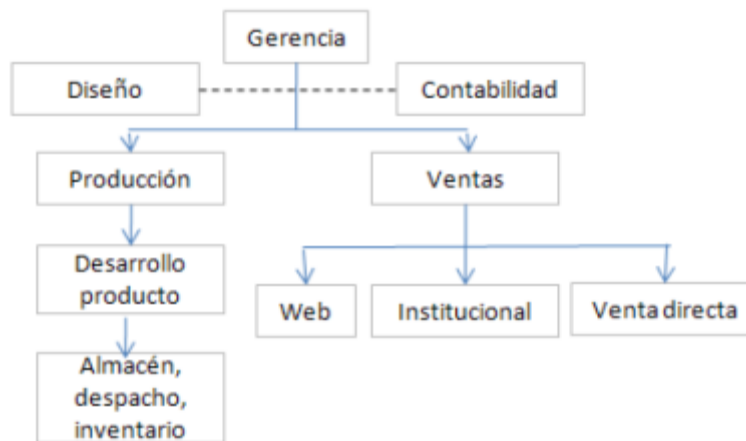 Gerencia
Diseño
Contabilidad
Producción
Ventas
Desarrollo
producto
Web
Institucional
Venta directa
Almacén,
despacho,
inventario